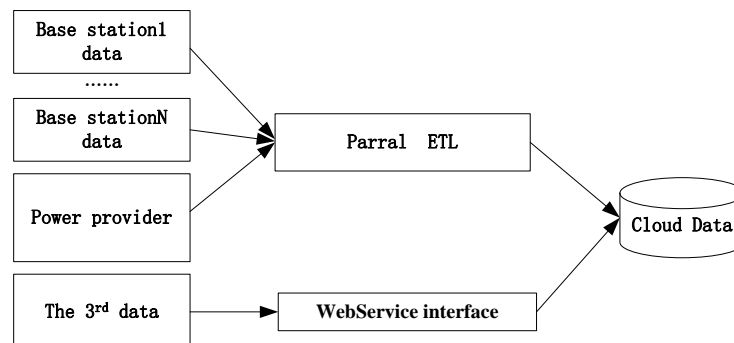 Base station1
data
......
Base stationN
data
Parral ETL
Power provider
Cloud Data
The 3rd data
WebService interface